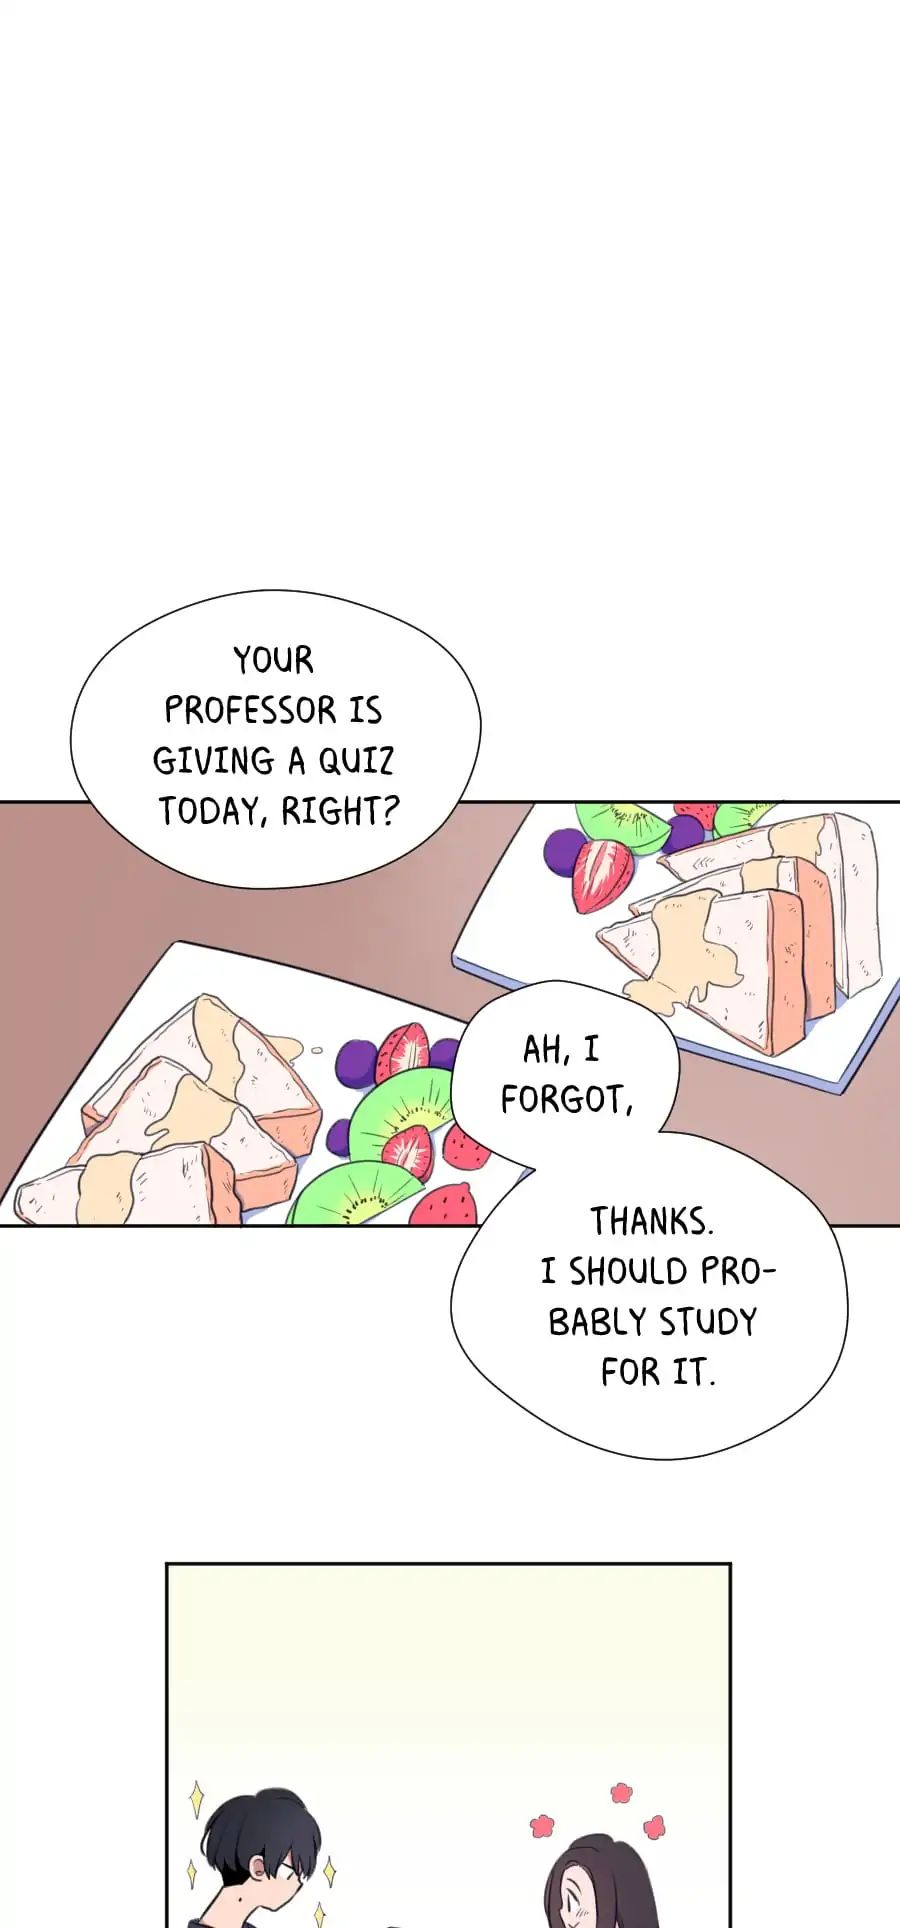 YOUR
PROFESSOR IS
GIVING A QUIZ
TODAY, RIGHT?
AH, I
FORGOT,
THANKS.
I SHOULD PRO-
BABLY STUDY
FOR IT.